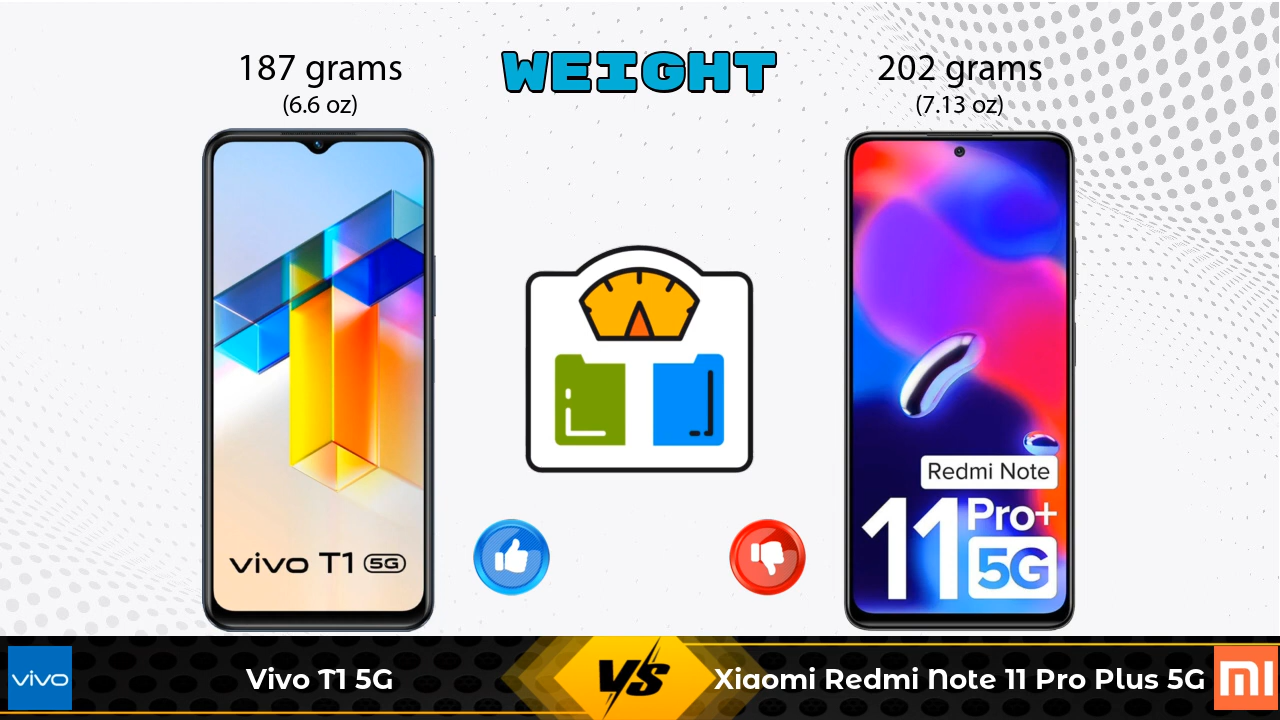 WEIGHT
187 grams
(6.6 oz)
202 grams
(7.13 oz)
vivo T1 5G
Redmi Note
11 Pro+
5G
vivo
Vivo T1 5G
VS
Xiaomi Redmi Note 11 Pro Plus 5G
mi